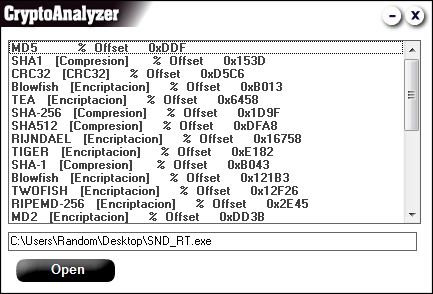 CryptoAnalyzer
MD5 % Offset 0xDDF
SHA1 [Compresion] % Offset 0x153D
CRC32 [CRC32] % Offset 0xD5C6
Blowfish [Encriptacion] % Offset 0xB013
TEA [Encriptacion] % Offset 0x6458
SHA-256 [Compresion] % Offset 0x1D9F
SHA512 [Compresion] % Offset 0xDFA8
RIJNDAEL [Encriptacion] % Offset 0x16758
TIGER [Encriptacion] % Offset 0xE182
SHA-1 [Compresion] % Offset 0xB043
Blowfish [Encriptacion] % Offset 0x121B3
TWOFISH [Encriptacion] % Offset 0x12F26
RIPEMD-256 [Encriptacion] % Offset 0x2E45
MD2 [Encriptacion] % Offset 0xDD3B
C:\Users\Random\Desktop\SND_RT.exe
Open